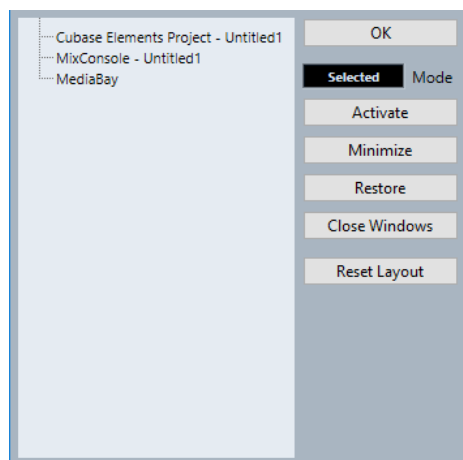 Cubase Elements Project - Untitled1
MixConsole - Untitled1
MediaBay
OK
Selected Mode
Activate
Minimize
Restore
Close Windows
Reset Layout